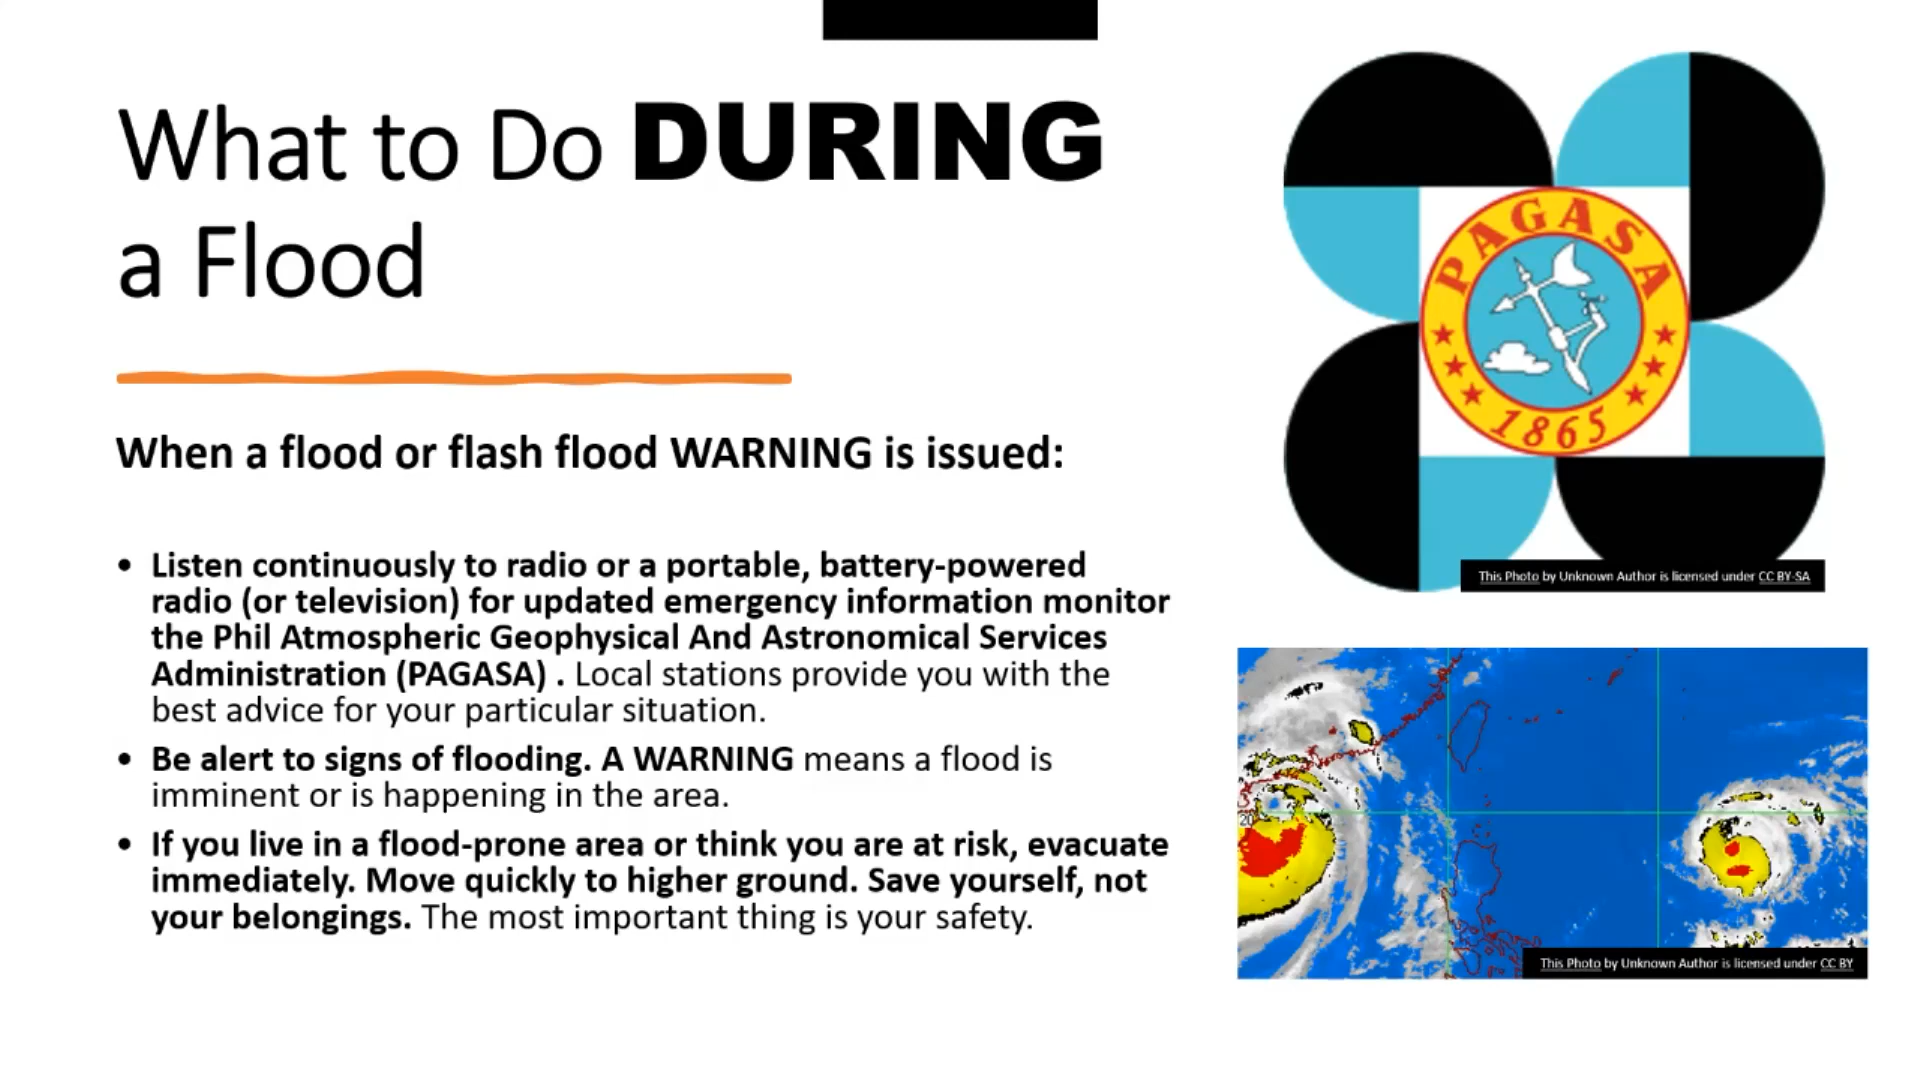 What to Do DURING
a Flood
When a flood or flash flood WARNING is issued:
• Listen continuously to radio or a portable, battery-powered
radio (or television) for updated emergency information monitor
the Phil Atmospheric Geophysical And Astronomical Services
Administration (PAGASA) . Local stations provide you with the
best advice for your particular situation.
• Be alert to signs of flooding. A WARNING means a flood is
imminent or is happening in the area.
• If you live in a flood-prone area or think you are at risk, evacuate
immediately. Move quickly to higher ground. Save yourself, not
your belongings. The most important thing is your safety.
PAGASA
1865
This Photo by Unknown Author is licensed under CC BY-SA
20
This Photo by Unknown Author is licensed under CC BY